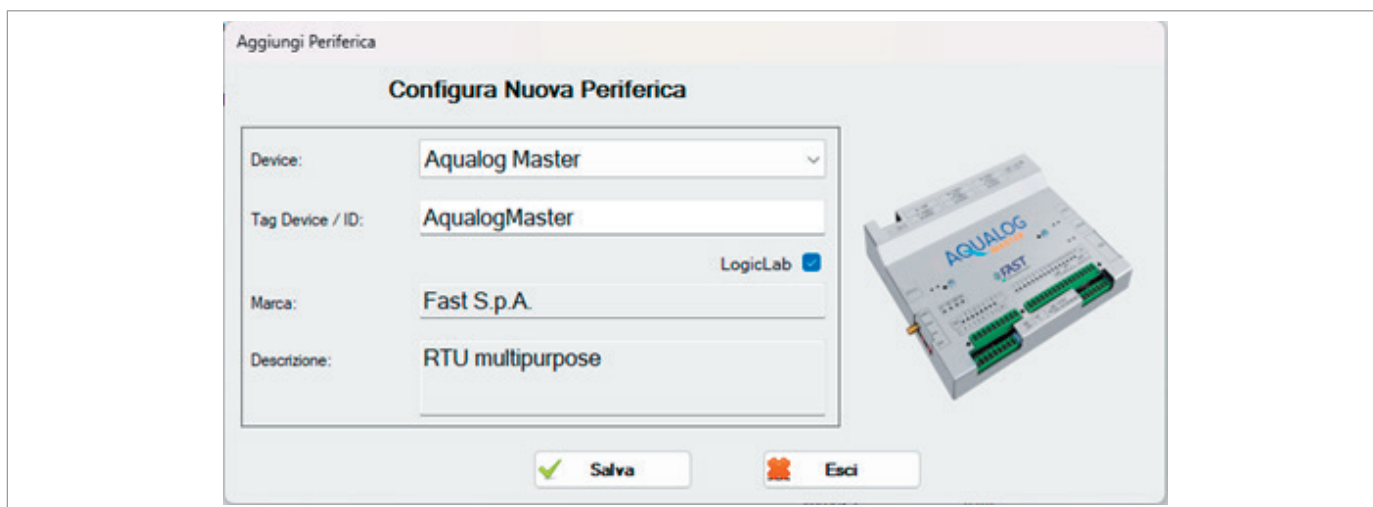 Aggiungi Periferica
Configura Nuova Periferica
Device: Aqualog Master
Tag Device / ID: AqualogMaster
LogicLab
Marca: Fast S.p.A.
Descrizione: RTU multipurpose
AQUALOG
FAST
Salva Esci